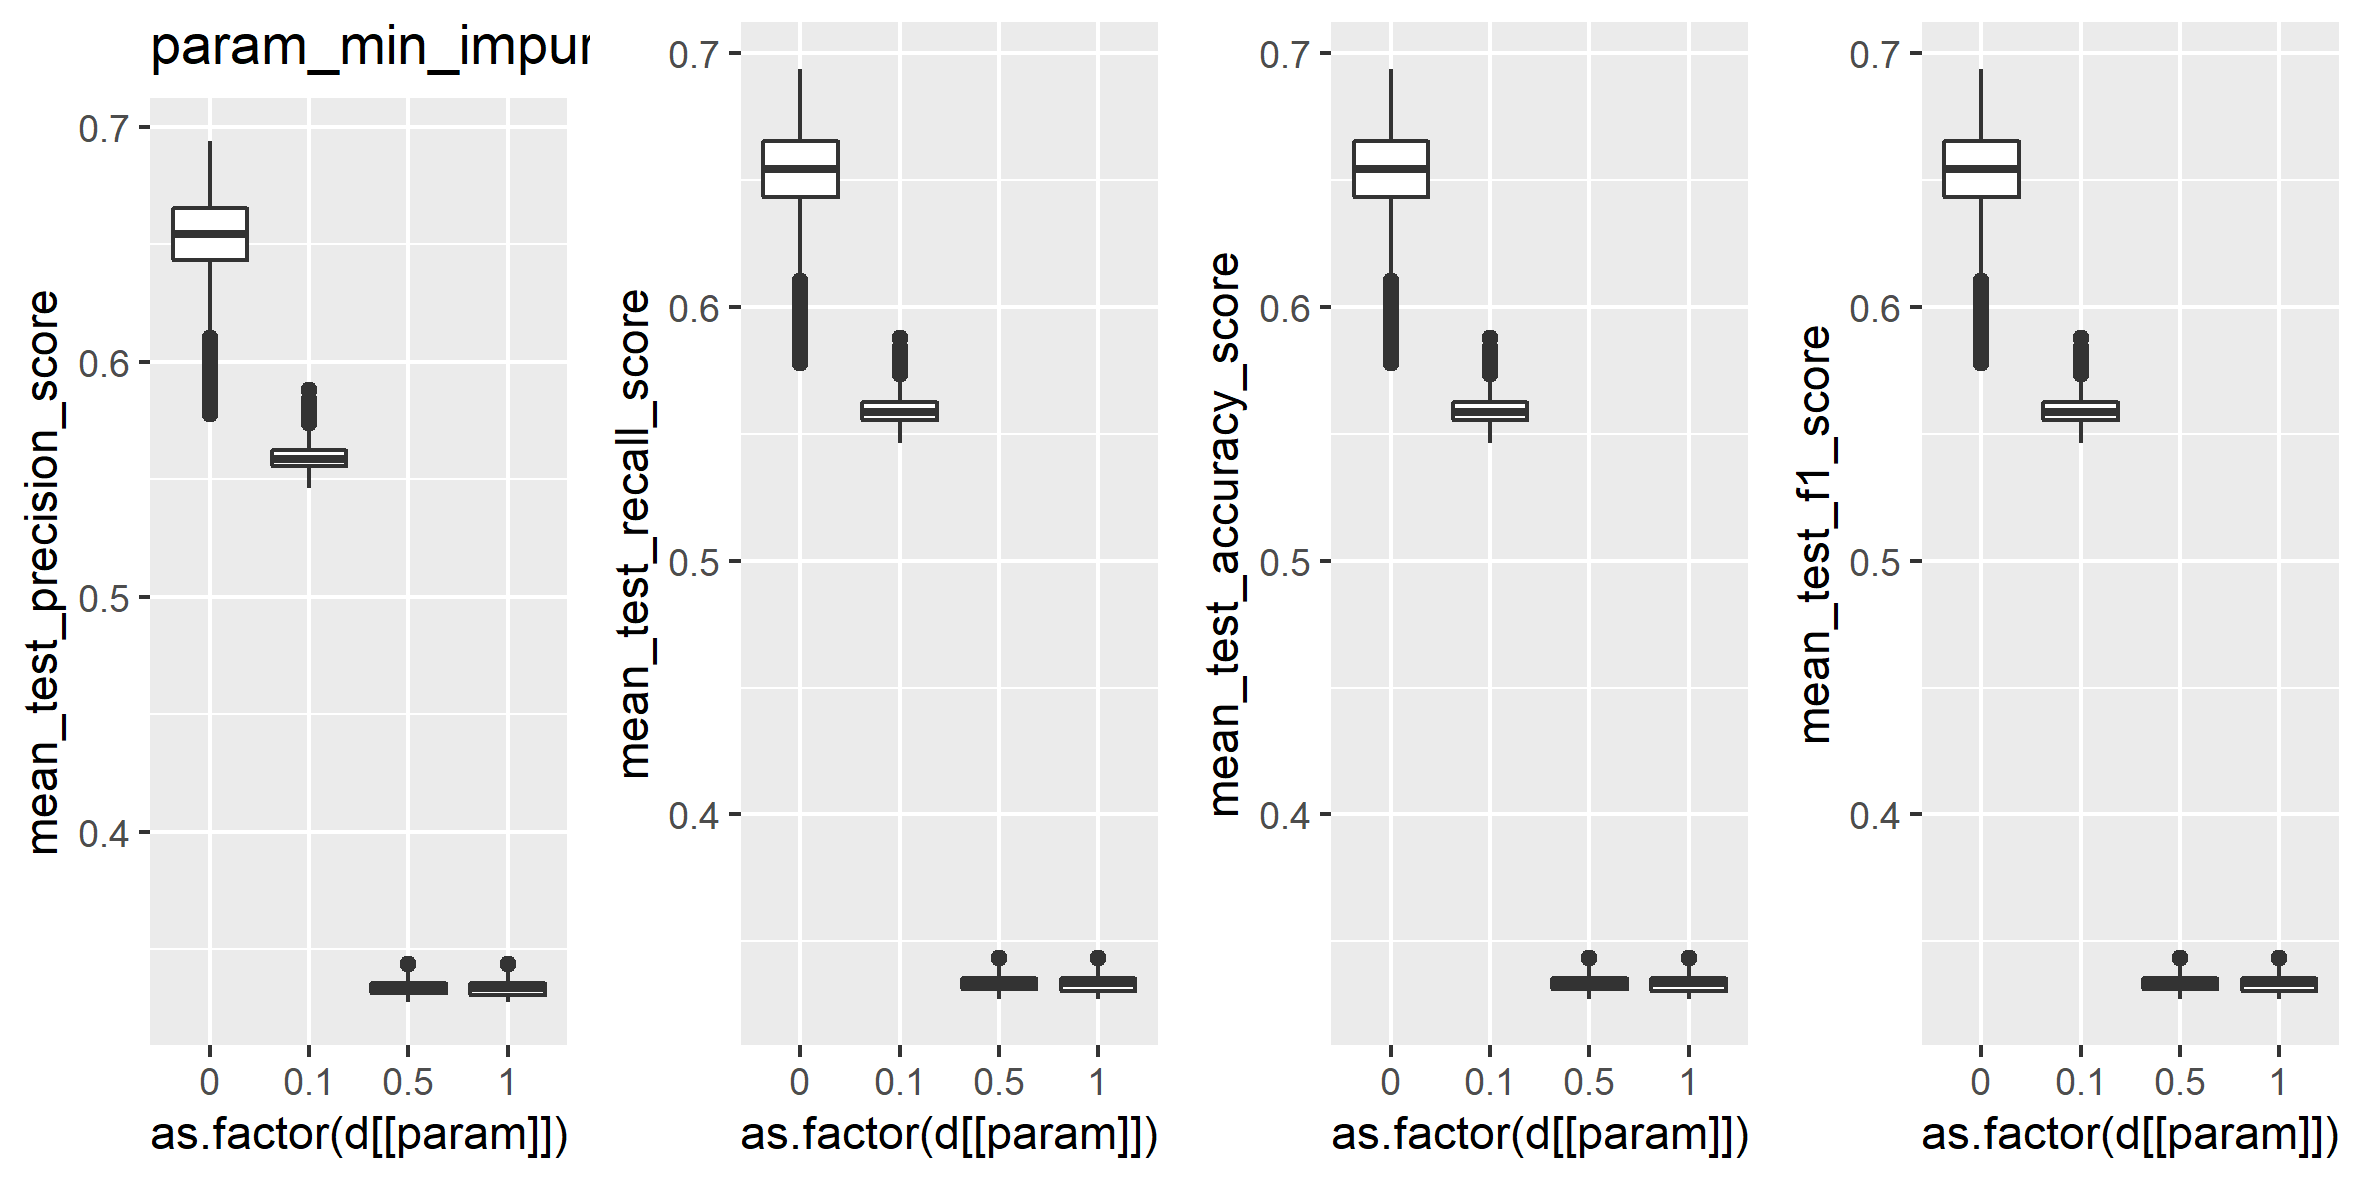 param_min_impur
mean_test_precision_score
0.7
0.6
0.5
0.4
0 0.1 0.5 1
as.factor(d[[param]])
mean_test_recall_score
0.7
0.6
0.5
0.4
0 0.1 0.5 1
as.factor(d[[param]])
mean_test_accuracy_score
0.7
0.6
0.5
0.4
0 0.1 0.5 1
as.factor(d[[param]])
mean_test_f1_score
0.7
0.6
0.5
0.4
0 0.1 0.5 1
as.factor(d[[param]])